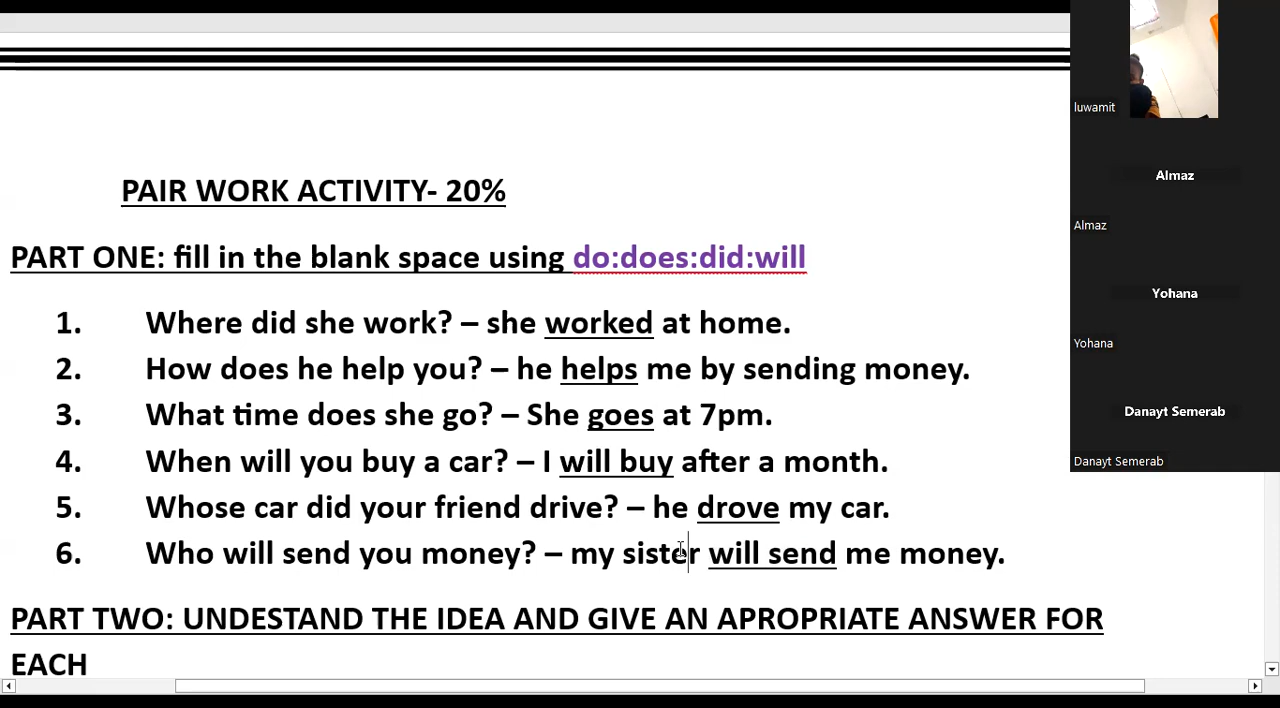 PAIR WORK ACTIVITY- 20%
PART ONE: fill in the blank space using do:does:did:will
1. Where did she work? – she worked at home.
2. How does he help you? – he helps me by sending money.
3. What time does she go? – She goes at 7pm.
4. When will you buy a car? – I will buy after a month.
5. Whose car did your friend drive? – he drove my car.
6. Who will send you money? – my sister will send me money.
PART TWO: UNDESTAND THE IDEA AND GIVE AN APROPRIATE ANSWER FOR
EACH
luwamit
Almaz
Almaz
Yohana
Yohana
Danayt Semerab
Danayt Semerab